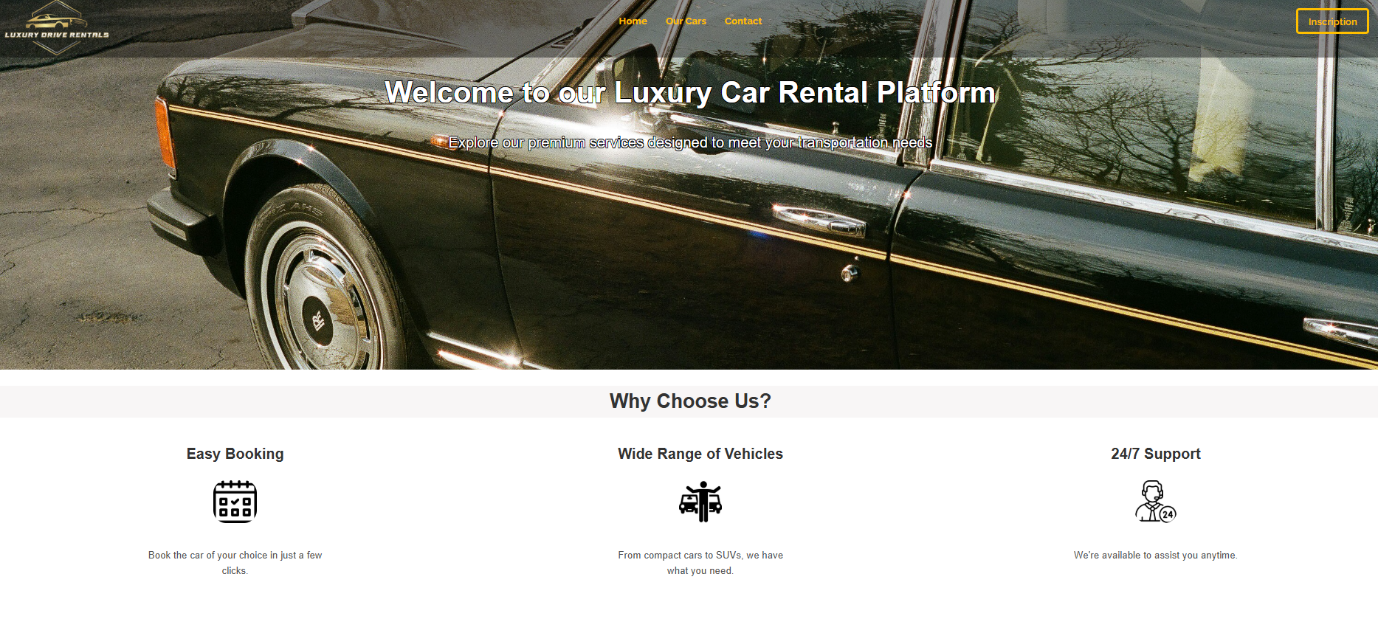 LUXURY DRIVE RENTALS
Home Our Cars Contact
Inscription
Welcome to our Luxury Car Rental Platform
Explore our premium services designed to meet your transportation needs
Why Choose Us?
Easy Booking
Book the car of your choice in just a few
clicks.
Wide Range of Vehicles
From compact cars to SUVs, we have
what you need.
24/7 Support
24
We're available to assist you anytime.